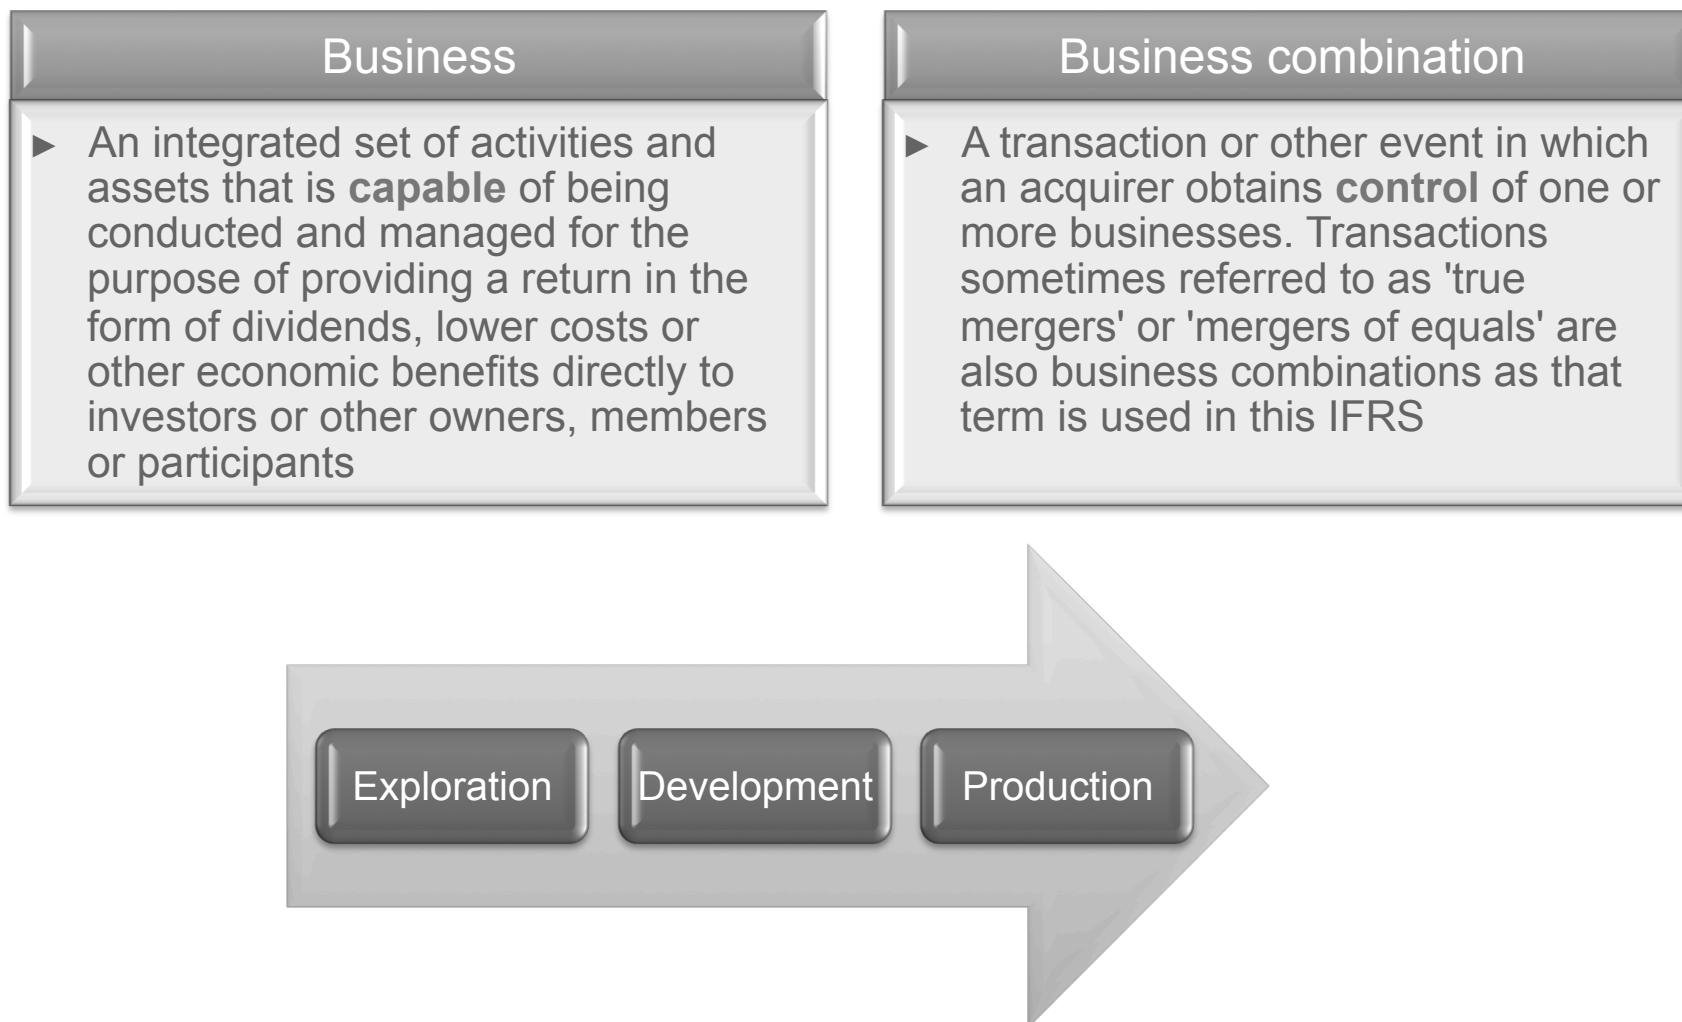 Business
► An integrated set of activities and
assets that is capable of being
conducted and managed for the
purpose of providing a return in the
form of dividends, lower costs or
other economic benefits directly to
investors or other owners, members
or participants
Business combination
► A transaction or other event in which
an acquirer obtains control of one or
more businesses. Transactions
sometimes referred to as 'true
mergers' or 'mergers of equals' are
also business combinations as that
term is used in this IFRS
Exploration
Development
Production